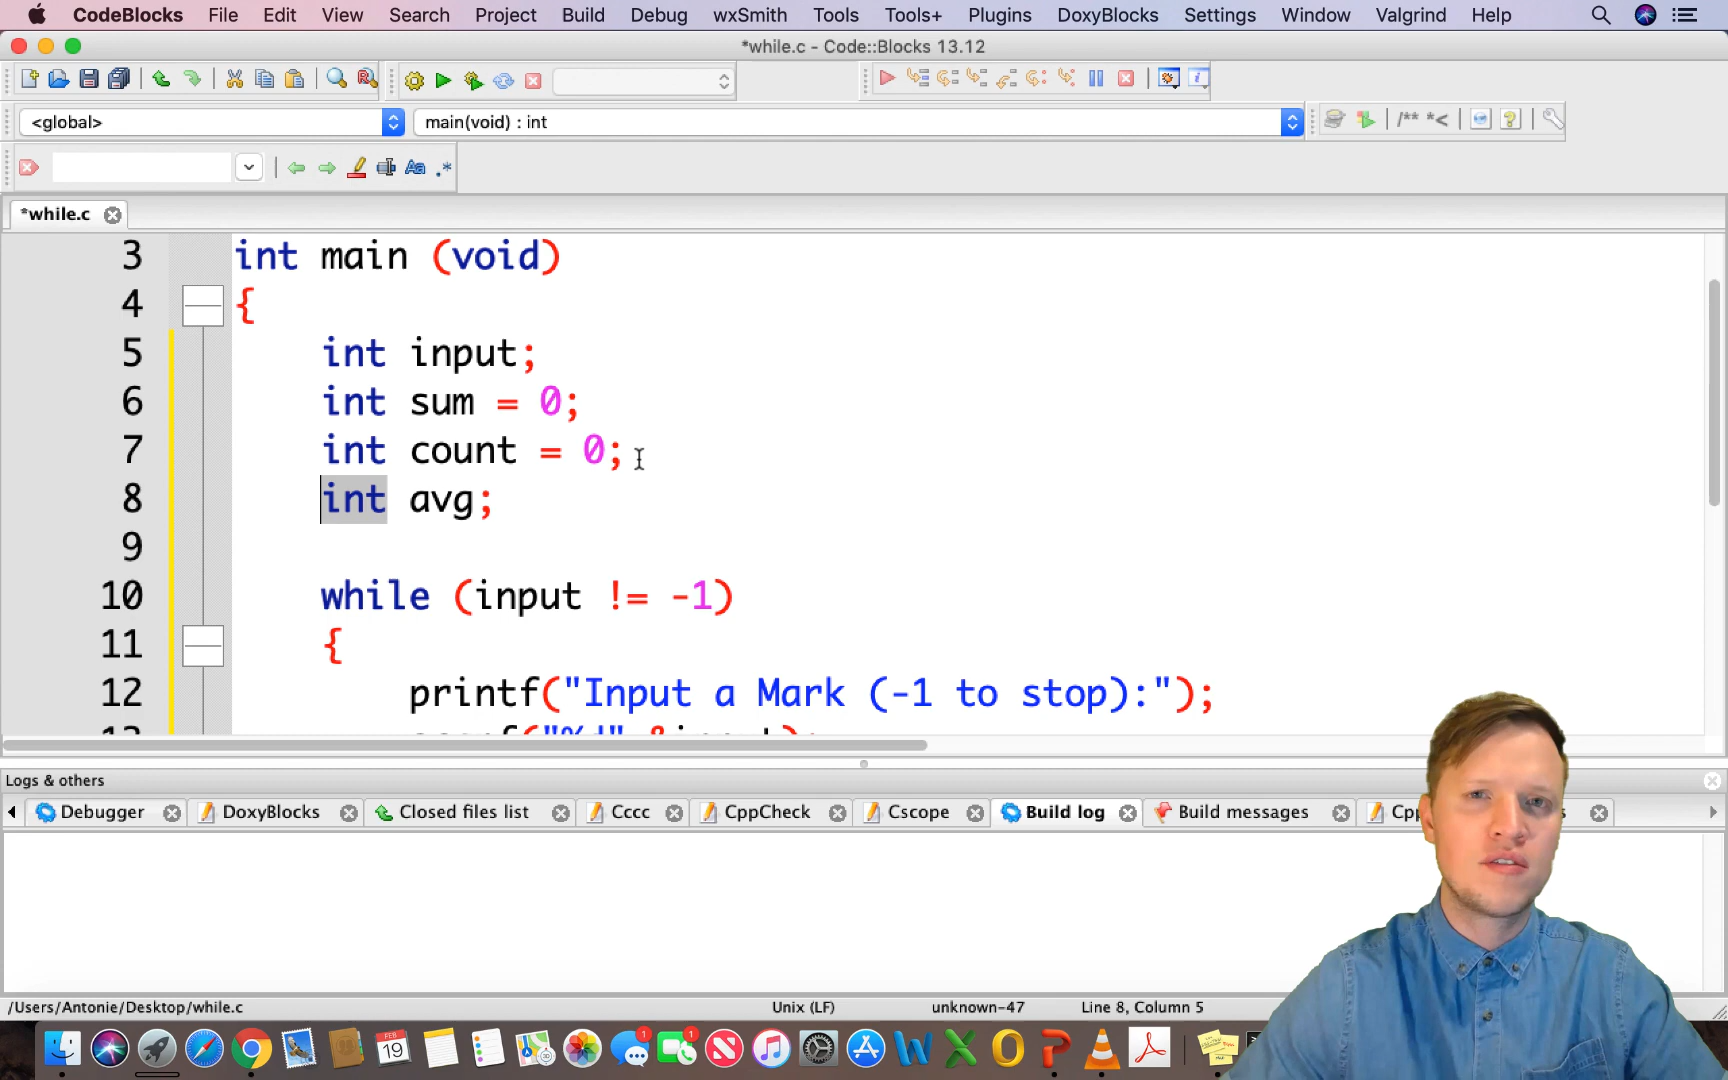 CodeBlocks File Edit View Search Project Build Debug wxSmith Tools Tools+ Plugins DoxyBlocks Settings Window Valgrind Help
*while.c - Code::Blocks 13.12
<global> main(void) : int
*while.c
3 int main (void)
4 {
5 int input;
6 int sum = 0;
7 int count = 0;
8 int avg;
9
10 while (input != -1)
11 {
12 printf("Input a Mark (-1 to stop):");
Logs & others
Debugger DoxyBlocks Closed files list Cccc CppCheck Cscope Build log Build messages
/Users/Antonie/Desktop/while.c Unix (LF) unknown-47 Line 8, Column 5
FEB
19
1
1